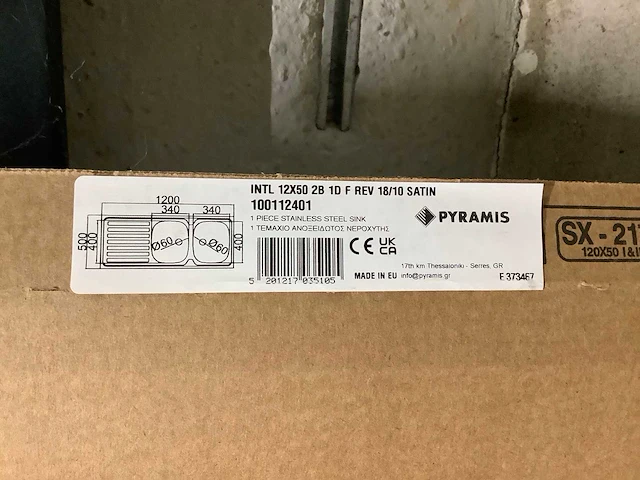 INTL 12X50 2B 1D F REV 18/10 SATIN
100112401
1 PIECE STAINLESS STEEL SINK
1 ΤΕΜΑΧΙΟ ΑΝΟΞΕΙΔΩΤΟΣ ΝΕΡΟΧΥΤΗΣ
PYRAMIS
1200
340 340
500
400
Ø60
Ø60
400
5 201217 035105
CE UK CA
MADE IN EU
17th km Thessaloniki - Serres, GR
info@pyramis.gr
F 373457
SX - 217
120X50 I&I